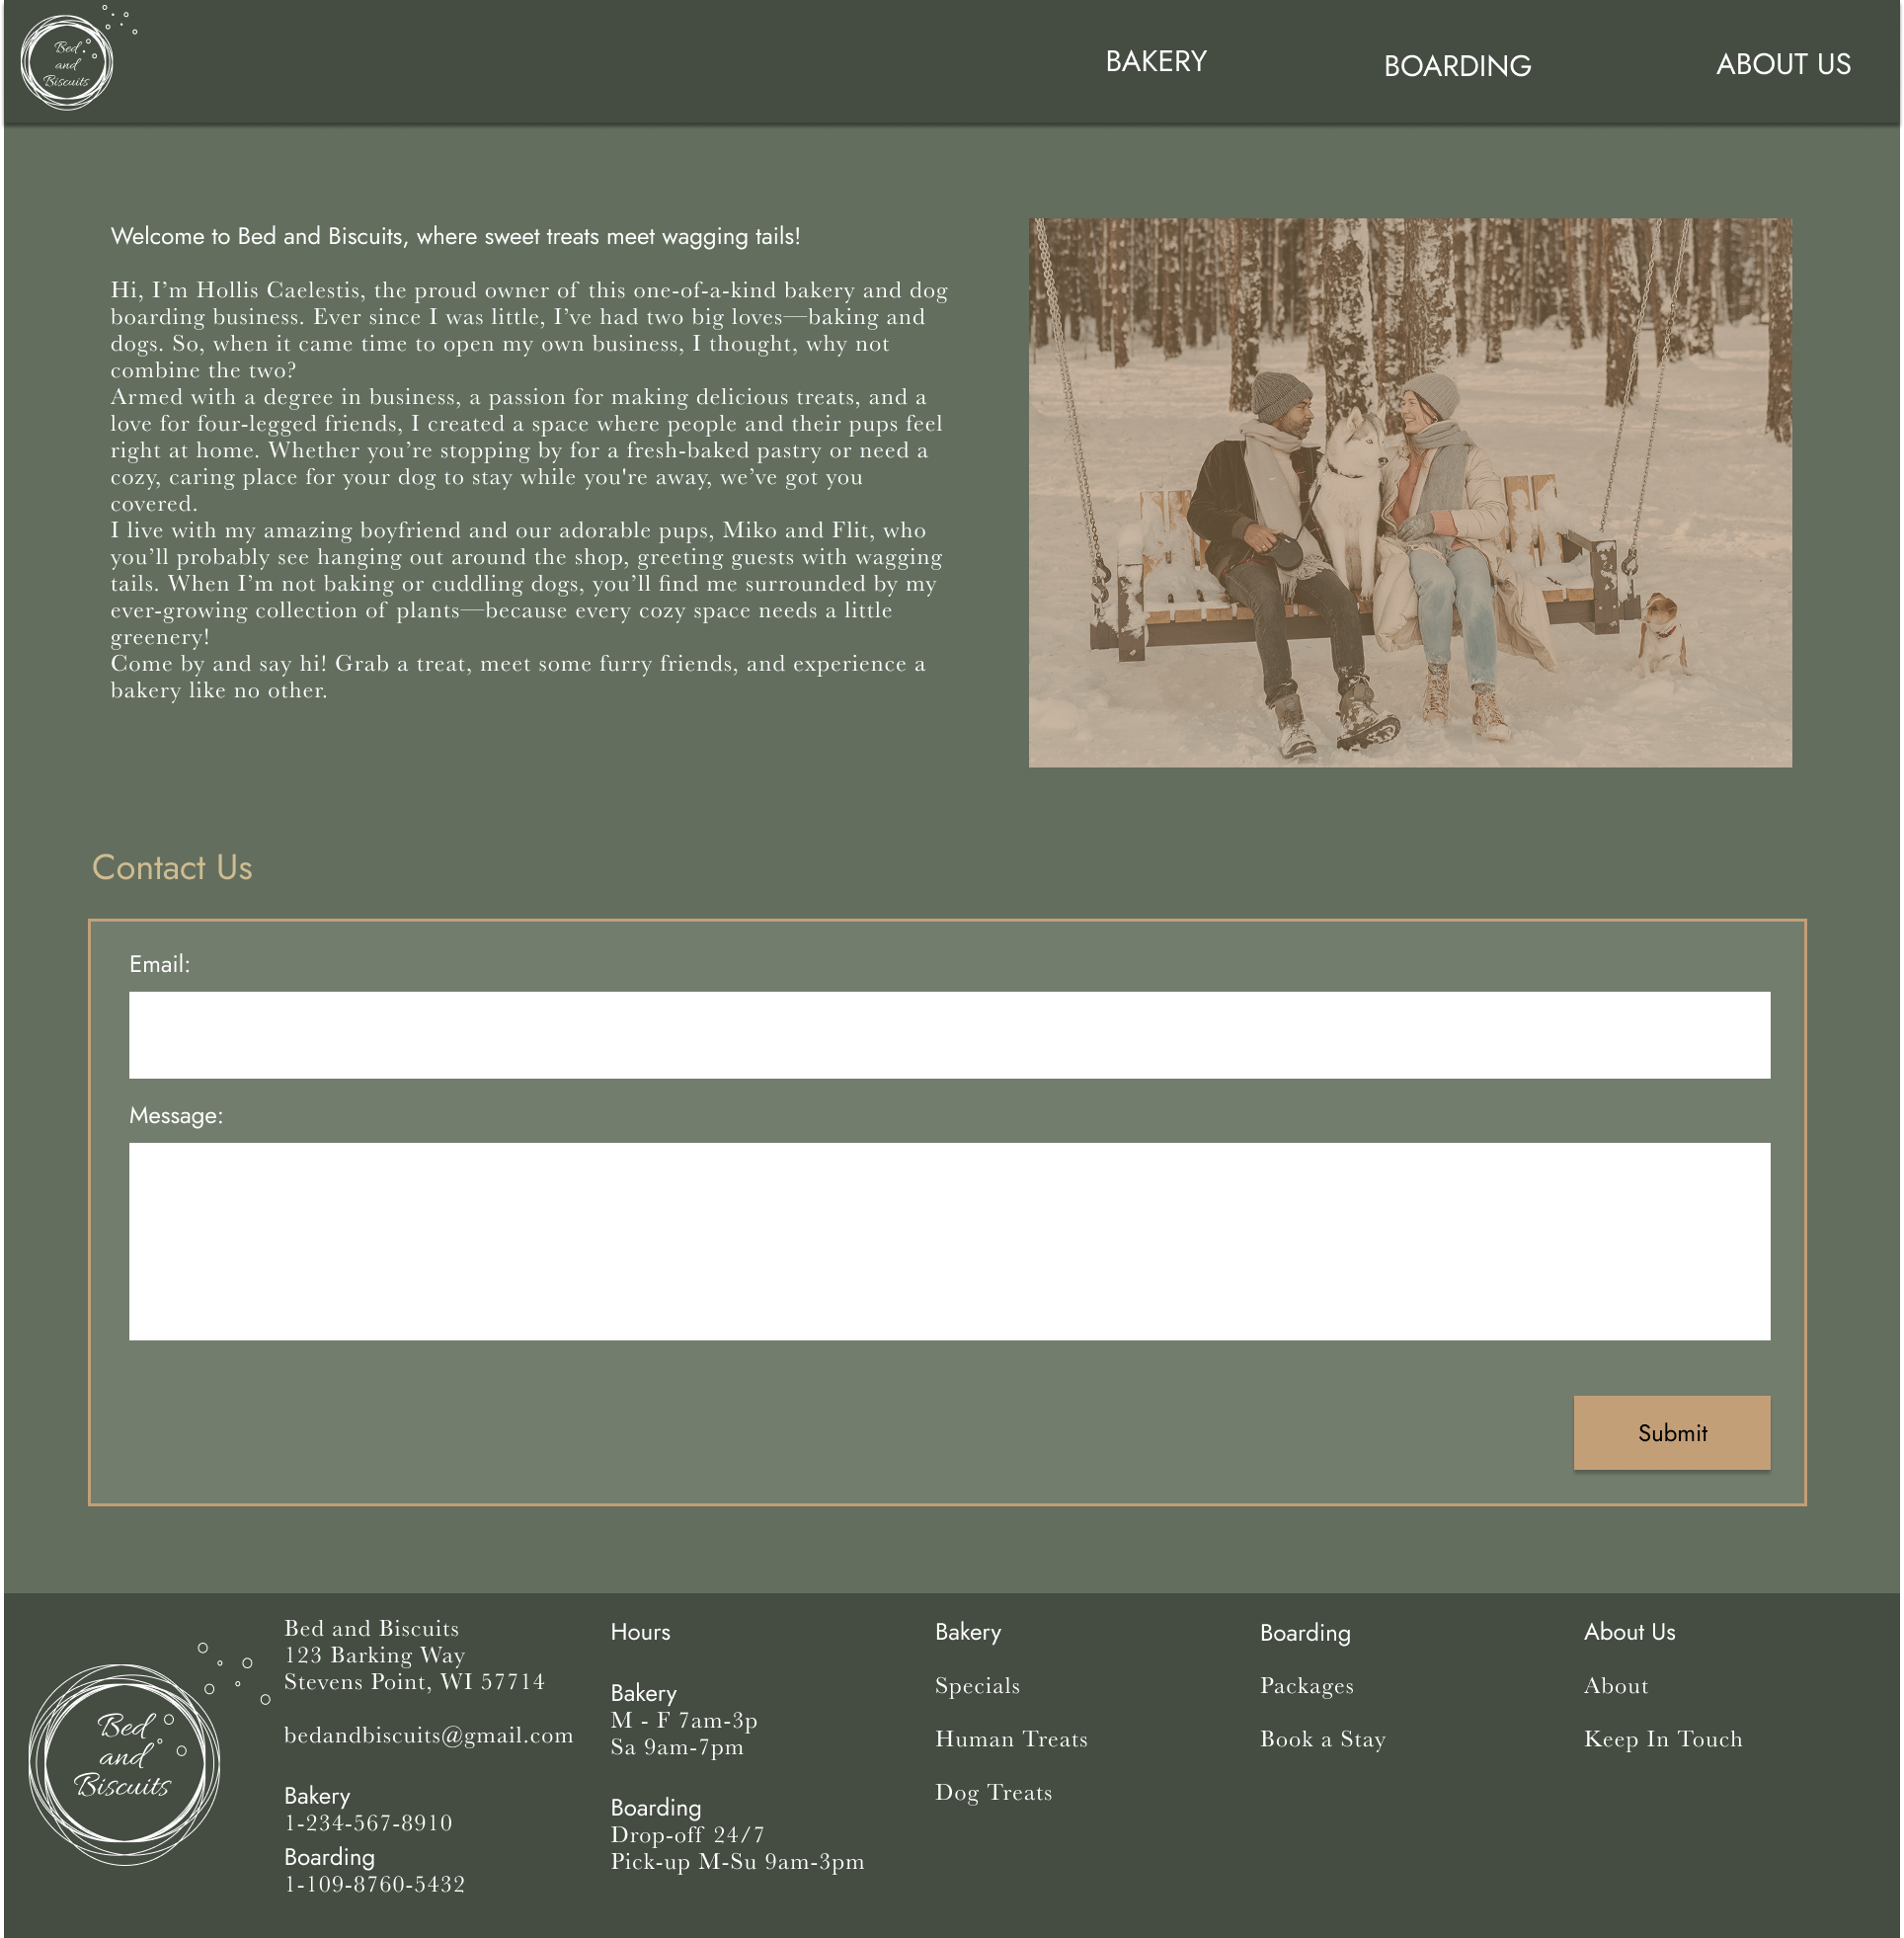 Bed
and
Biscuits
BAKERY
BOARDING
ABOUT US
Welcome to Bed and Biscuits, where sweet treats meet wagging tails!
Hi, I’m Hollis Caelestis, the proud owner of this one-of-a-kind bakery and dog
boarding business. Ever since I was little, I’ve had two big loves—baking and
dogs. So, when it came time to open my own business, I thought, why not
combine the two?
Armed with a degree in business, a passion for making delicious treats, and a
love for four-legged friends, I created a space where people and their pups feel
right at home. Whether you’re stopping by for a fresh-baked pastry or need a
cozy, caring place for your dog to stay while you're away, we’ve got you
covered.
I live with my amazing boyfriend and our adorable pups, Miko and Flit, who
you’ll probably see hanging out around the shop, greeting guests with wagging
tails. When I’m not baking or cuddling dogs, you’ll find me surrounded by my
ever-growing collection of plants—because every cozy space needs a little
greenery!
Come by and say hi! Grab a treat, meet some furry friends, and experience a
bakery like no other.
Contact Us
Email:
Message:
Submit
Bed
and
Biscuits
Bed and Biscuits
123 Barking Way
Stevens Point, WI 57714
bedandbiscuits@gmail.com
Bakery
1-234-567-8910
Boarding
1-109-8760-5432
Hours
Bakery
M - F 7am-3p
Sa 9am-7pm
Boarding
Drop-off 24/7
Pick-up M-Su 9am-3pm
Bakery
Specials
Human Treats
Dog Treats
Boarding
Packages
Book a Stay
About Us
About
Keep In Touch